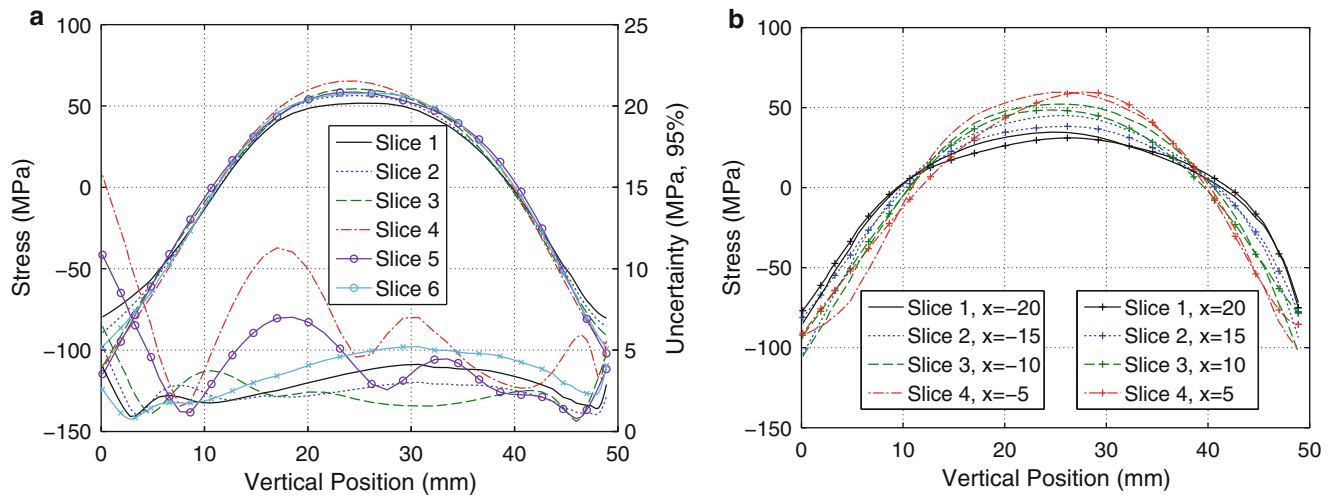 a
100
50
0
−50
−100
−150
Stress (MPa)
25
20
15
10
5
0
Uncertainty (MPa, 95%)
Slice 1
Slice 2
Slice 3
Slice 4
Slice 5
Slice 6
0 10 20 30 40 50
Vertical Position (mm)
b
100
50
0
−50
−100
−150
Stress (MPa)
Slice 1, x=−20
Slice 2, x=−15
Slice 3, x=−10
Slice 4, x=−5
Slice 1, x=20
Slice 2, x=15
Slice 3, x=10
Slice 4, x=5
0 10 20 30 40 50
Vertical Position (mm)